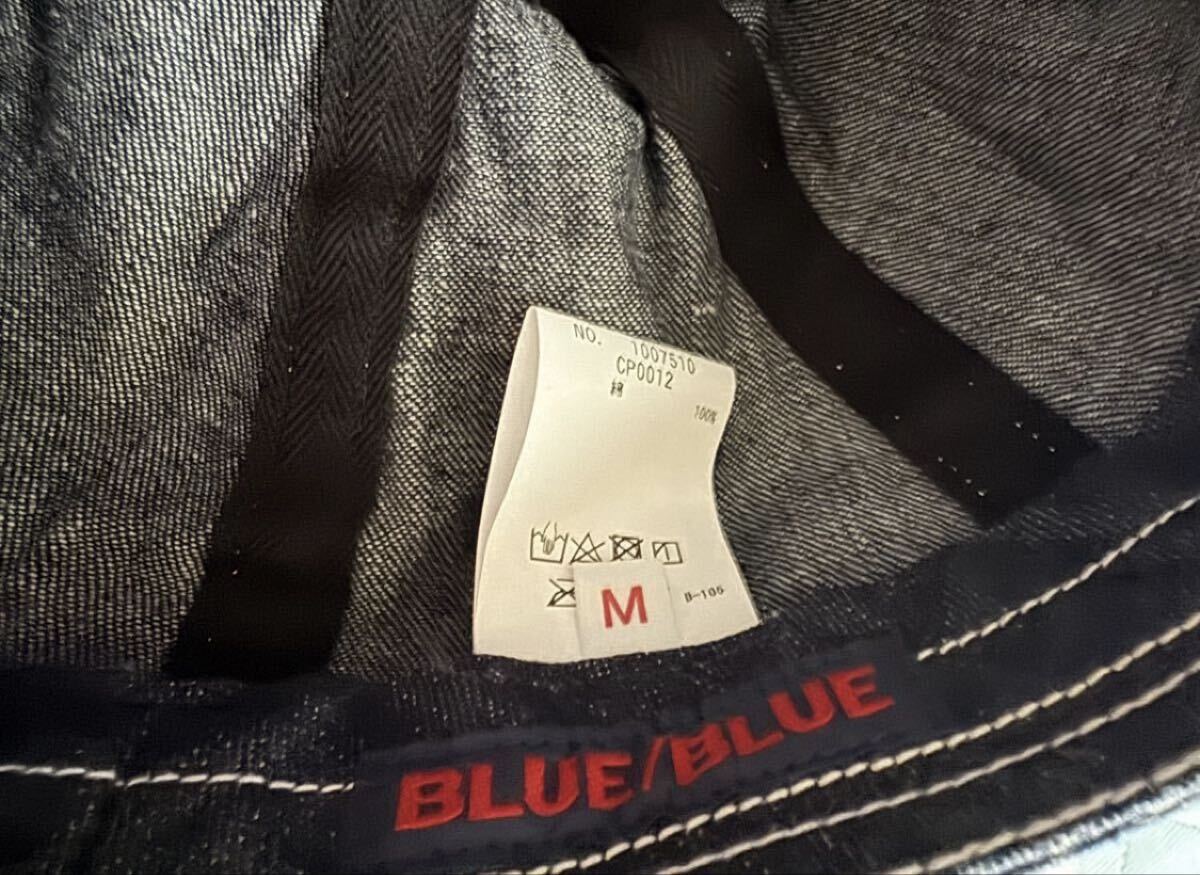 NO. 1007510
CP0012
綿 100%
M
B-105
BLUE/BLUE